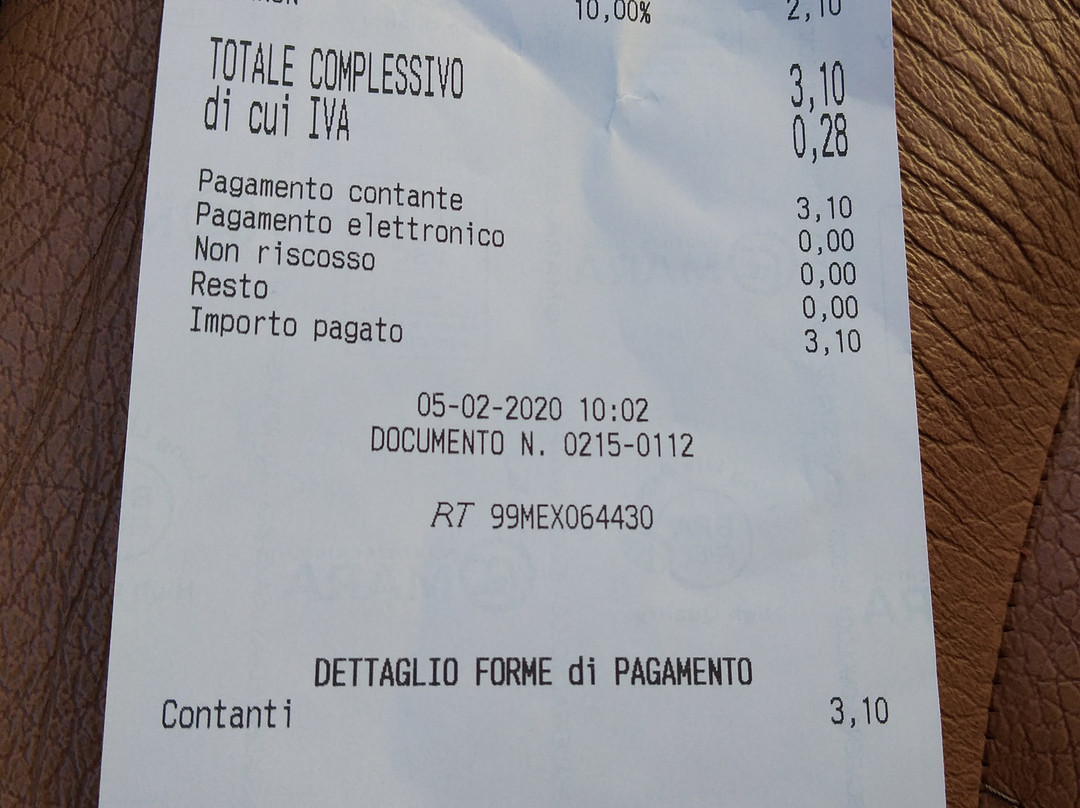 10,00% 2,10
TOTALE COMPLESSIVO 3,10
di cui IVA 0,28
Pagamento contante 3,10
Pagamento elettronico 0,00
Non riscosso 0,00
Resto 0,00
Importo pagato 3,10
05-02-2020 10:02
DOCUMENTO N. 0215-0112
RT 99MEX064430
DETTAGLIO FORME di PAGAMENTO
Contanti 3,10